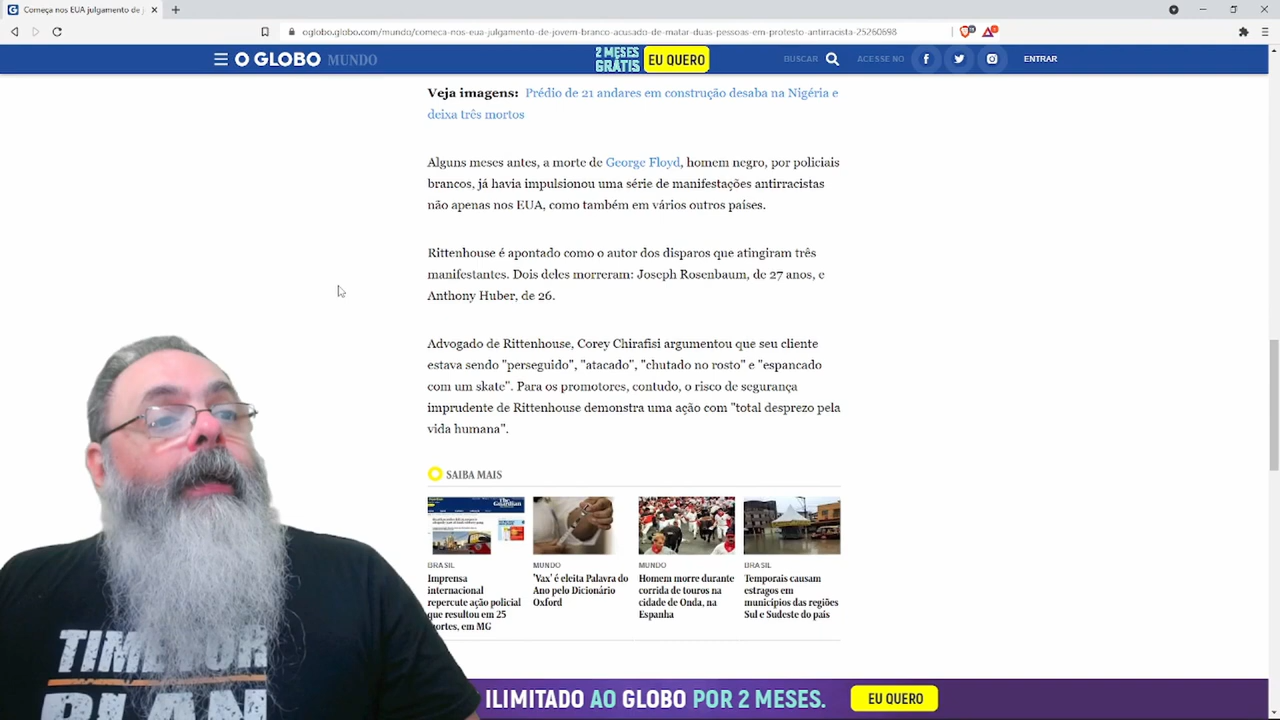 Começa nos EUA julgamento de j
oglobo.globo.com/mundo/comeca-nos-eua-julgamento-de-jovem-branco-acusado-de-matar-duas-pessoas-em-protesto-antirracista-25260698
O GLOBO MUNDO
2 MESES
GRÁTIS
EU QUERO
BUSCAR
ACESSE NO
ENTRAR
Veja imagens: Prédio de 21 andares em construção desaba na Nigéria e
deixa três mortos
Alguns meses antes, a morte de George Floyd, homem negro, por policiais
brancos, já havia impulsionou uma série de manifestações antirracistas
não apenas nos EUA, como também em vários outros países.
Rittenhouse é apontado como o autor dos disparos que atingiram três
manifestantes. Dois deles morreram: Joseph Rosenbaum, de 27 anos, e
Anthony Huber, de 26.
Advogado de Rittenhouse, Corey Chirafisi argumentou que seu cliente
estava sendo "perseguido", "atacado", "chutado no rosto" e "espancado
com um skate". Para os promotores, contudo, o risco de segurança
imprudente de Rittenhouse demonstra uma ação com "total desprezo pela
vida humana".
SAIBA MAIS
The
Guardian
BRASIL
Imprensa
internacional
repercute ação policial
que resultou em 25
mortes, em MG
MUNDO
'Vax' é eleita Palavra do
Ano pelo Dicionário
Oxford
MUNDO
Homem morre durante
corrida de touros na
cidade de Onda, na
Espanha
BRASIL
Temporais causam
estragos em
municípios das regiões
Sul e Sudeste do país
ILIMITADO AO GLOBO POR 2 MESES.
EU QUERO